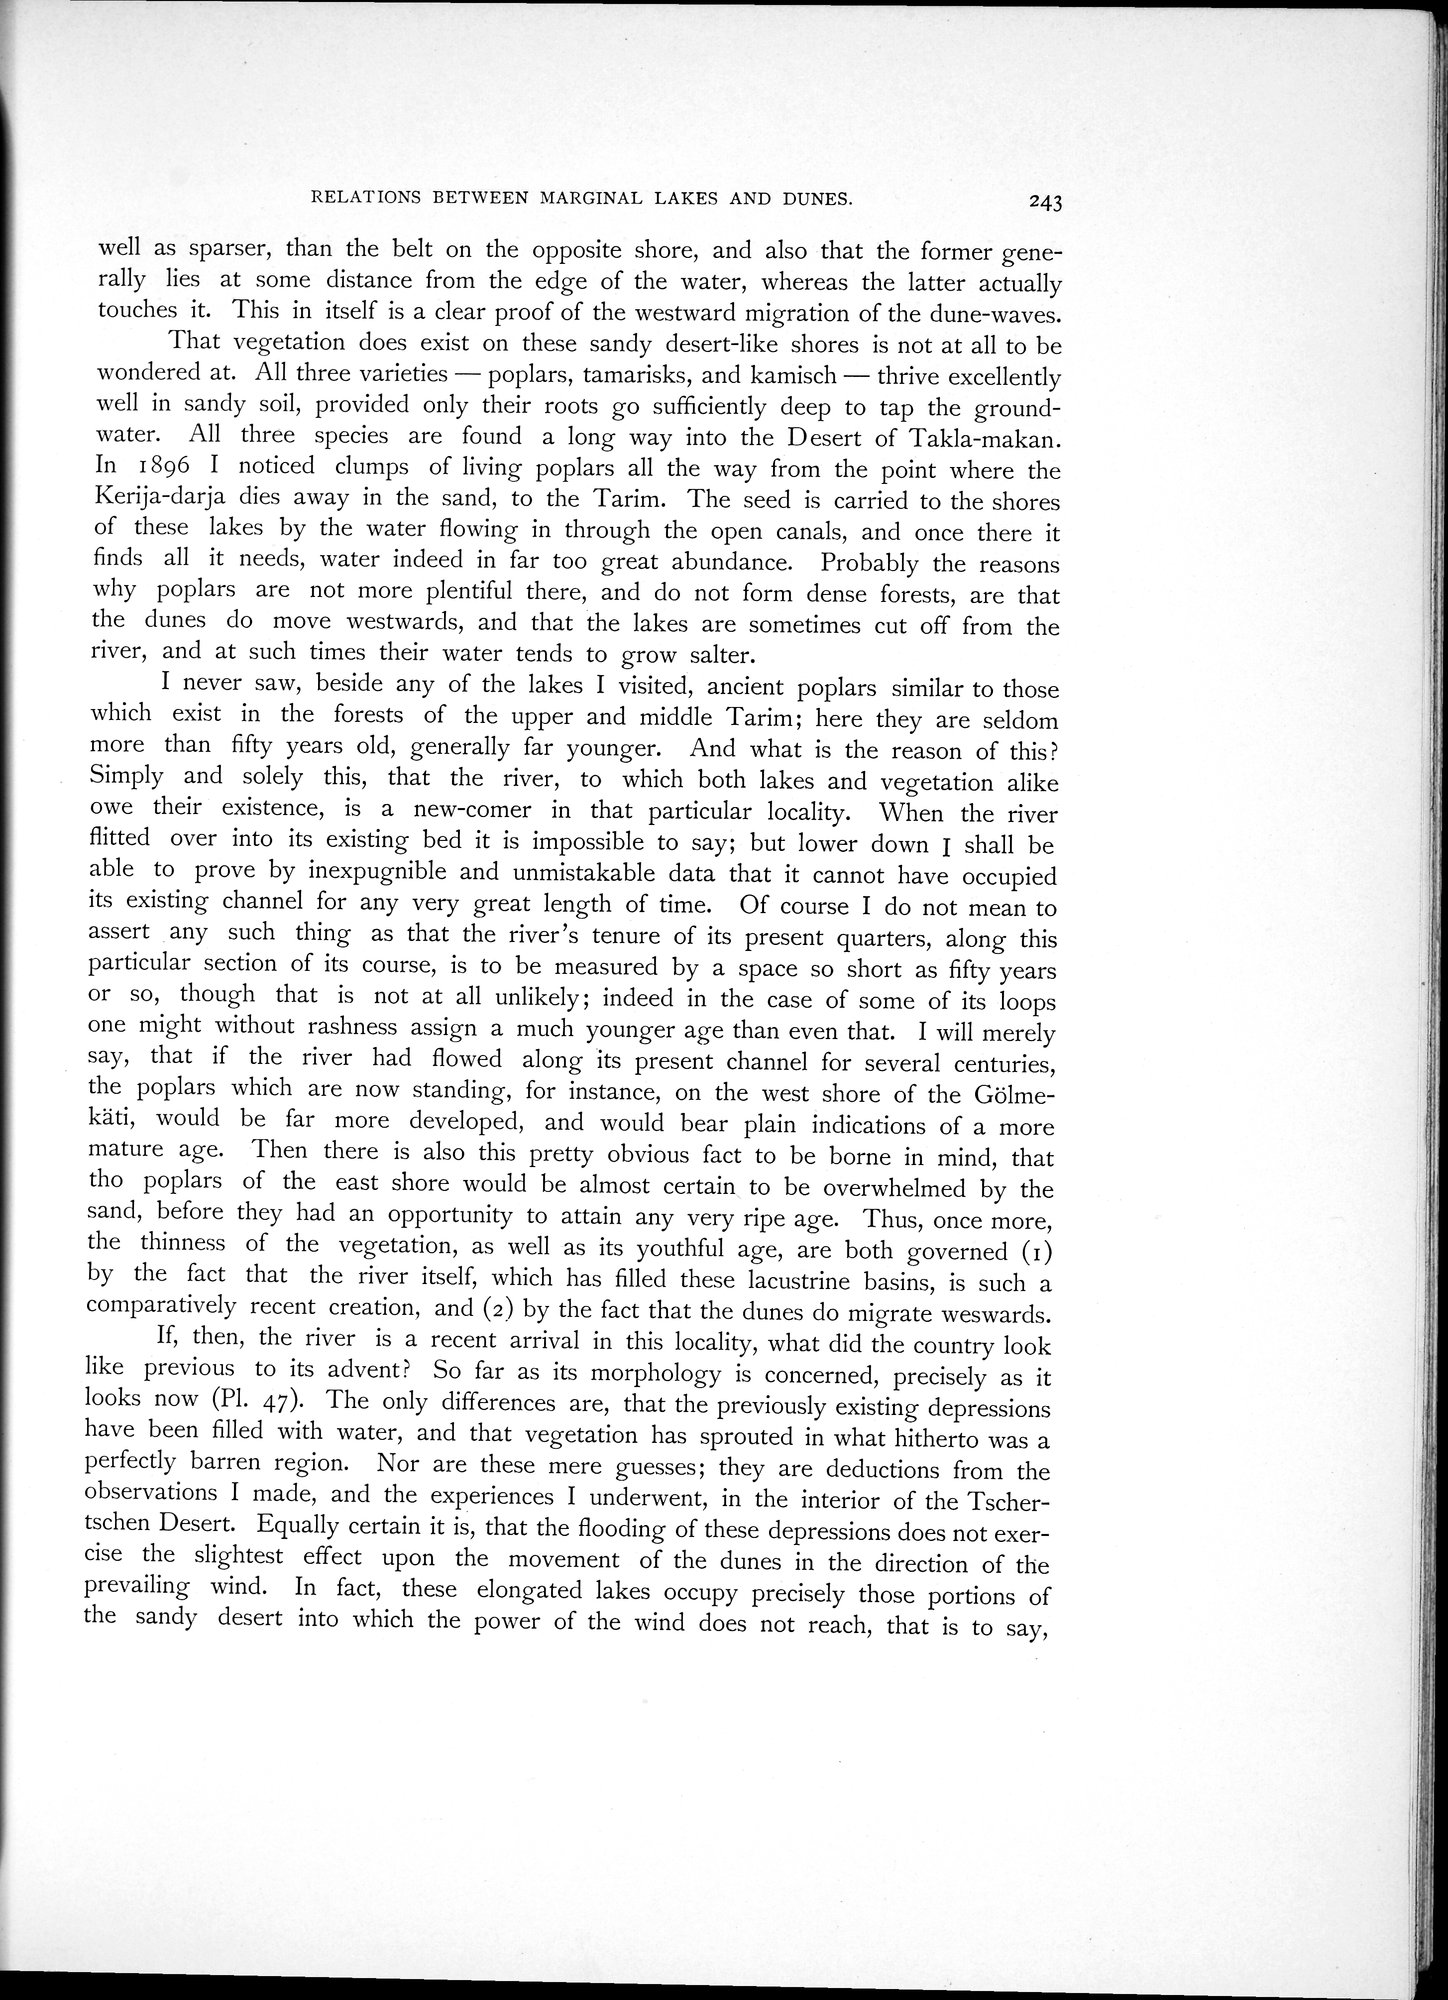 RELATIONS BETWEEN MARGINAL LAKES AND DUNES. 243
well as sparser, than the belt on the opposite shore, and also that the former gene-
rally lies at some distance from the edge of the water, whereas the latter actually
touches it. This in itself is a clear proof of the westward migration of the dune-waves.
That vegetation does exist on these sandy desert-like shores is not at all to be
wondered at. All three varieties — poplars, tamarisks, and kamisch — thrive excellently
well in sandy soil, provided only their roots go sufficiently deep to tap the ground-
water. All three species are found a long way into the Desert of Takla-makan.
In 1896 I noticed clumps of living poplars all the way from the point where the
Kerija-darja dies away in the sand, to the Tarim. The seed is carried to the shores
of these lakes by the water flowing in through the open canals, and once there it
finds all it needs, water indeed in far too great abundance. Probably the reasons
why poplars are not more plentiful there, and do not form dense forests, are that
the dunes do move westwards, and that the lakes are sometimes cut off from the
river, and at such times their water tends to grow salter.
I never saw, beside any of the lakes I visited, ancient poplars similar to those
which exist in the forests of the upper and middle Tarim; here they are seldom
more than fifty years old, generally far younger. And what is the reason of this?
Simply and solely this, that the river, to which both lakes and vegetation alike
owe their existence, is a new-comer in that particular locality. When the river
flitted over into its existing bed it is impossible to say; but lower down I shall be
able to prove by inexpugnible and unmistakable data that it cannot have occupied
its existing channel for any very great length of time. Of course I do not mean to
assert any such thing as that the river's tenure of its present quarters, along this
particular section of its course, is to be measured by a space so short as fifty years
or so, though that is not at all unlikely; indeed in the case of some of its loops
one might without rashness assign a much younger age than even that. I will merely
say, that if the river had flowed along its present channel for several centuries,
the poplars which are now standing, for instance, on the west shore of the Gölme-
käti, would be far more developed, and would bear plain indications of a more
mature age. Then there is also this pretty obvious fact to be borne in mind, that
tho poplars of the east shore would be almost certain to be overwhelmed by the
sand, before they had an opportunity to attain any very ripe age. Thus, once more,
the thinness of the vegetation, as well as its youthful age, are both governed (1)
by the fact that the river itself, which has filled these lacustrine basins, is such a
comparatively recent creation, and (2) by the fact that the dunes do migrate weswards.
If, then, the river is a recent arrival in this locality, what did the country look
like previous to its advent? So far as its morphology is concerned, precisely as it
looks now (Pl. 47). The only differences are, that the previously existing depressions
have been filled with water, and that vegetation has sprouted in what hitherto was a
perfectly barren region. Nor are these mere guesses; they are deductions from the
observations I made, and the experiences I underwent, in the interior of the Tscher-
tschen Desert. Equally certain it is, that the flooding of these depressions does not exer-
cise the slightest effect upon the movement of the dunes in the direction of the
prevailing wind. In fact, these elongated lakes occupy precisely those portions of
the sandy desert into which the power of the wind does not reach, that is to say,